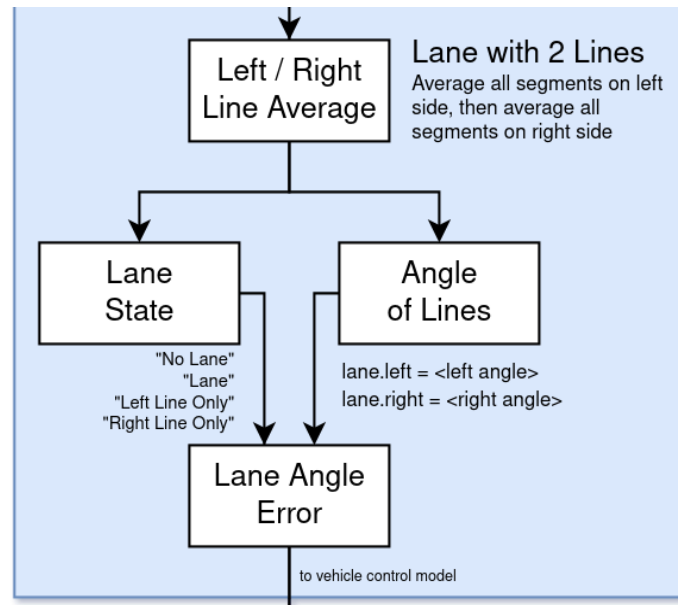 Left / Right
Line Average
Lane with 2 Lines
Average all segments on left
side, then average all
segments on right side
Lane
State
Angle
of Lines
"No Lane"
"Lane"
"Left Line Only"
"Right Line Only"
lane.left = <left angle>
lane.right = <right angle>
Lane Angle
Error
to vehicle control model